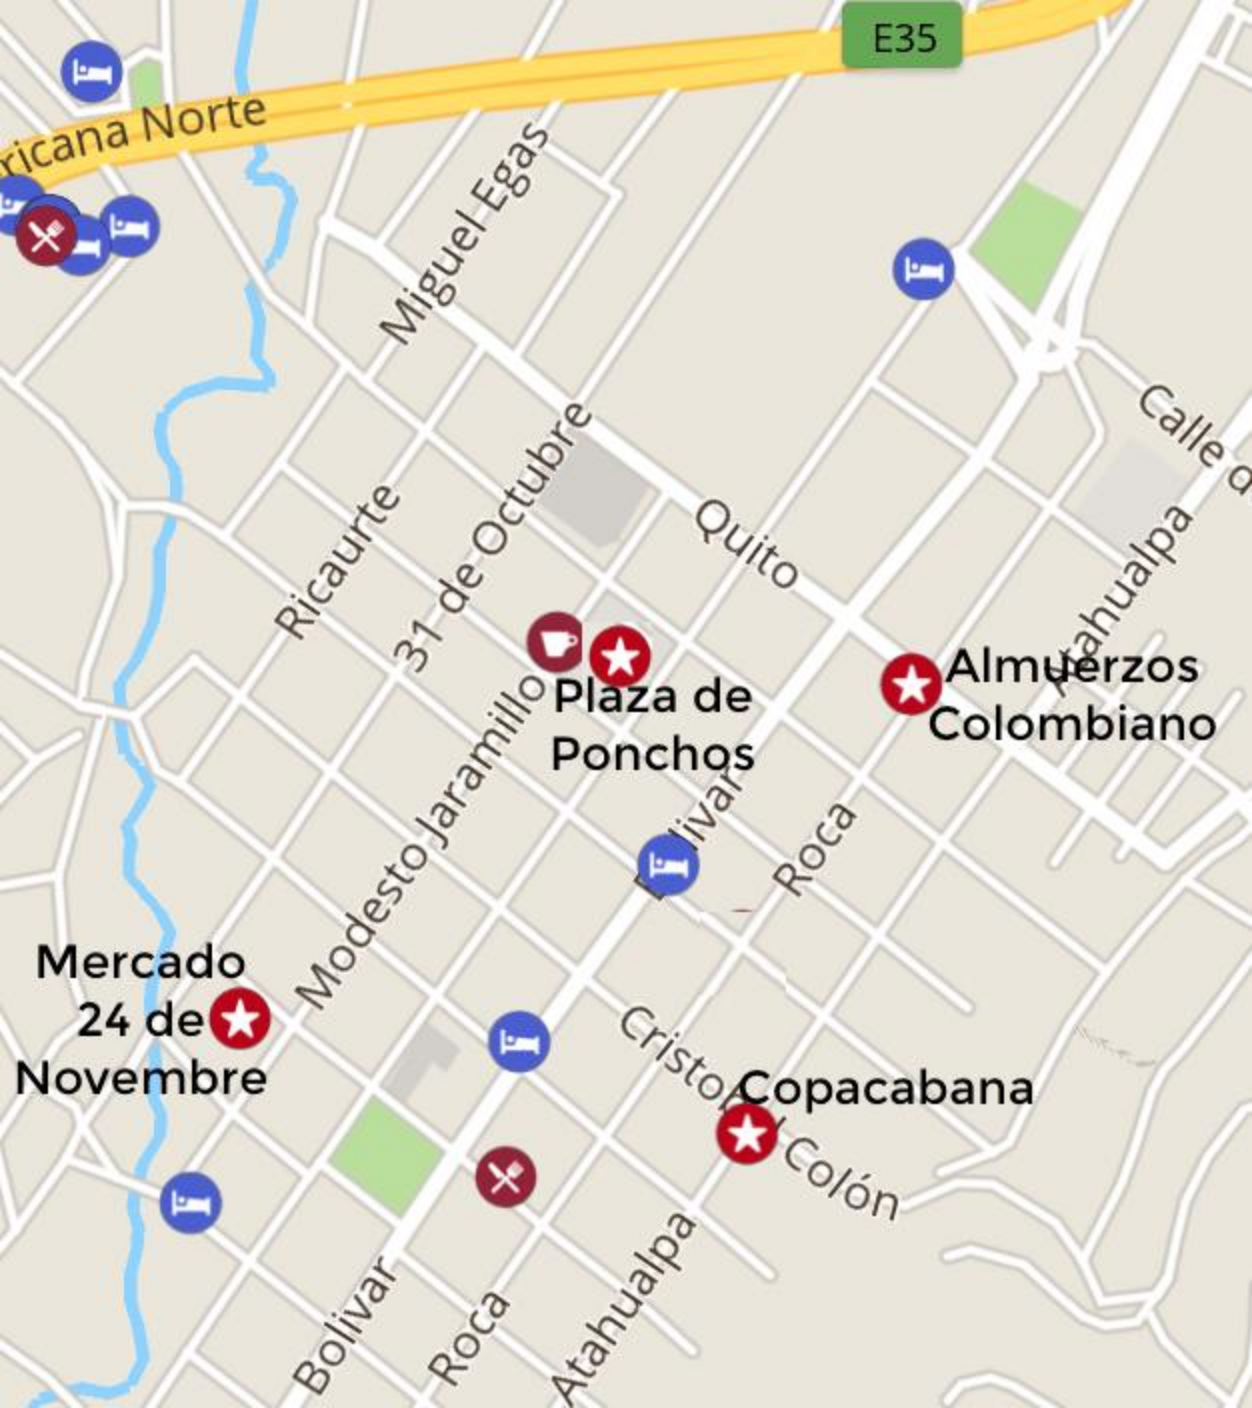 E35
ricana Norte
Miguel Egas
Calle d
31 de Octubre
Ricaurte
Quito
Atahualpa
Almuerzos
Colombiano
Plaza de
Ponchos
Modesto Jaramillo
Roca
Mercado
24 de
Novembre
Copacabana
Colón
Bolivar
Roca
Atahualpa